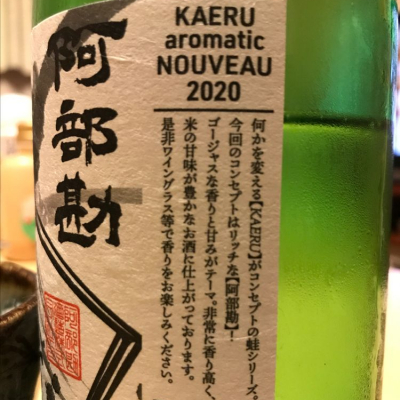 阿部勘
KAERU
aromatic
NOUVEAU
2020
何かを変える【KAERU】がコンセプトの蛙シリーズ。
今回のコンセプトはリッチな【阿部勘】!
ゴージャスな香りと甘みがテーマ。非常に香り高く、
米の甘味が豊かなお酒に仕上がっております。
是非ワイングラス等で香りをお楽しみください。